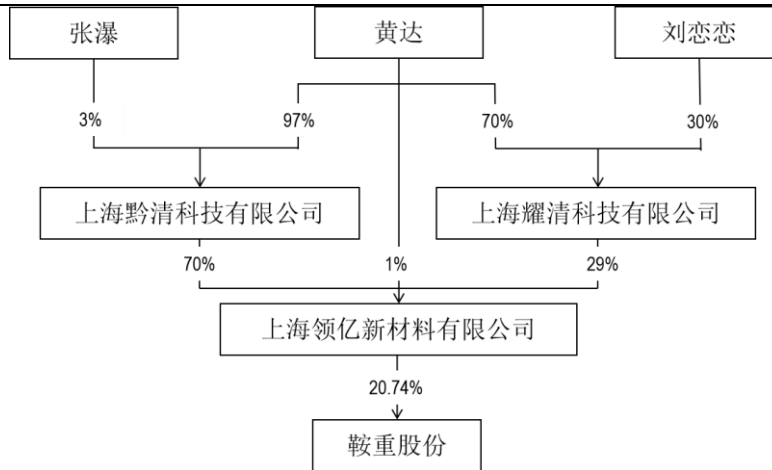 张瀑 黄达 刘恋恋
3% 97% 70% 30%
上海黔清科技有限公司 上海耀清科技有限公司
70% 1% 29%
上海领亿新材料有限公司
20.74%
鞍重股份